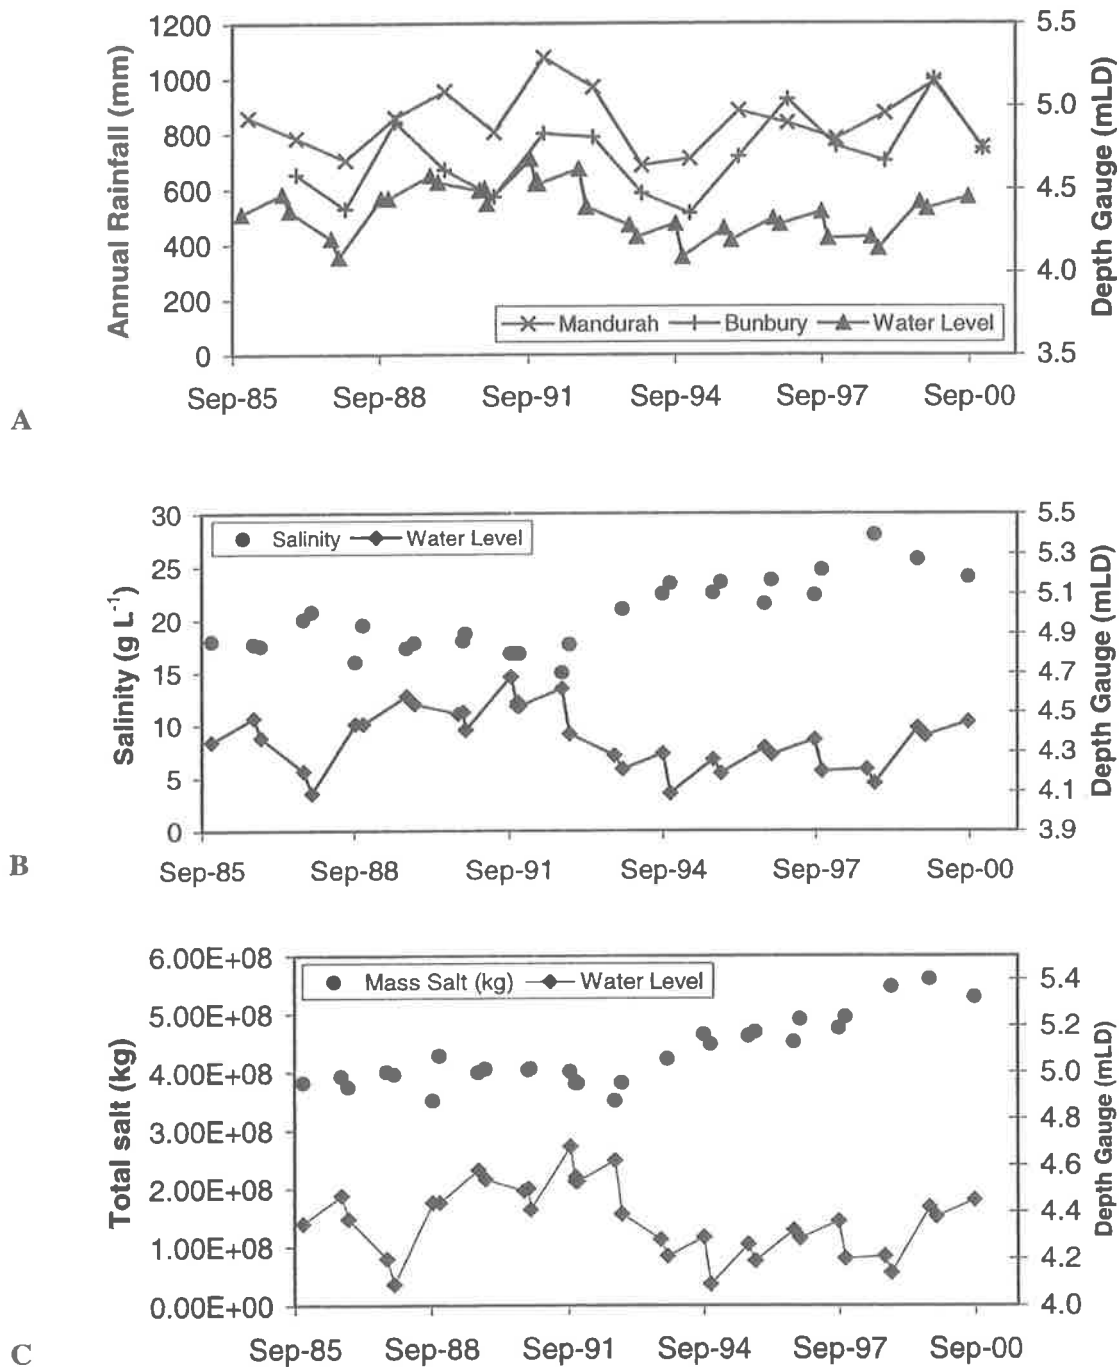 Annual Rainfall (mm)
1200
1000
800
600
400
200
0
5.5
5.0
4.5
4.0
3.5
Depth Gauge (mLD)
Mandurah Bunbury Water Level
Sep-85 Sep-88 Sep-91 Sep-94 Sep-97 Sep-00
A
Salinity (g L⁻¹)
30
25
20
15
10
5
0
Salinity Water Level
5.5
5.3
5.1
4.9
4.7
4.5
4.3
4.1
3.9
Depth Gauge (mLD)
Sep-85 Sep-88 Sep-91 Sep-94 Sep-97 Sep-00
B
Total salt (kg)
6.00E+08
5.00E+08
4.00E+08
3.00E+08
2.00E+08
1.00E+08
0.00E+00
Mass Salt (kg) Water Level
5.4
5.2
5.0
4.8
4.6
4.4
4.2
4.0
Depth Gauge (mLD)
Sep-85 Sep-88 Sep-91 Sep-94 Sep-97 Sep-00
C